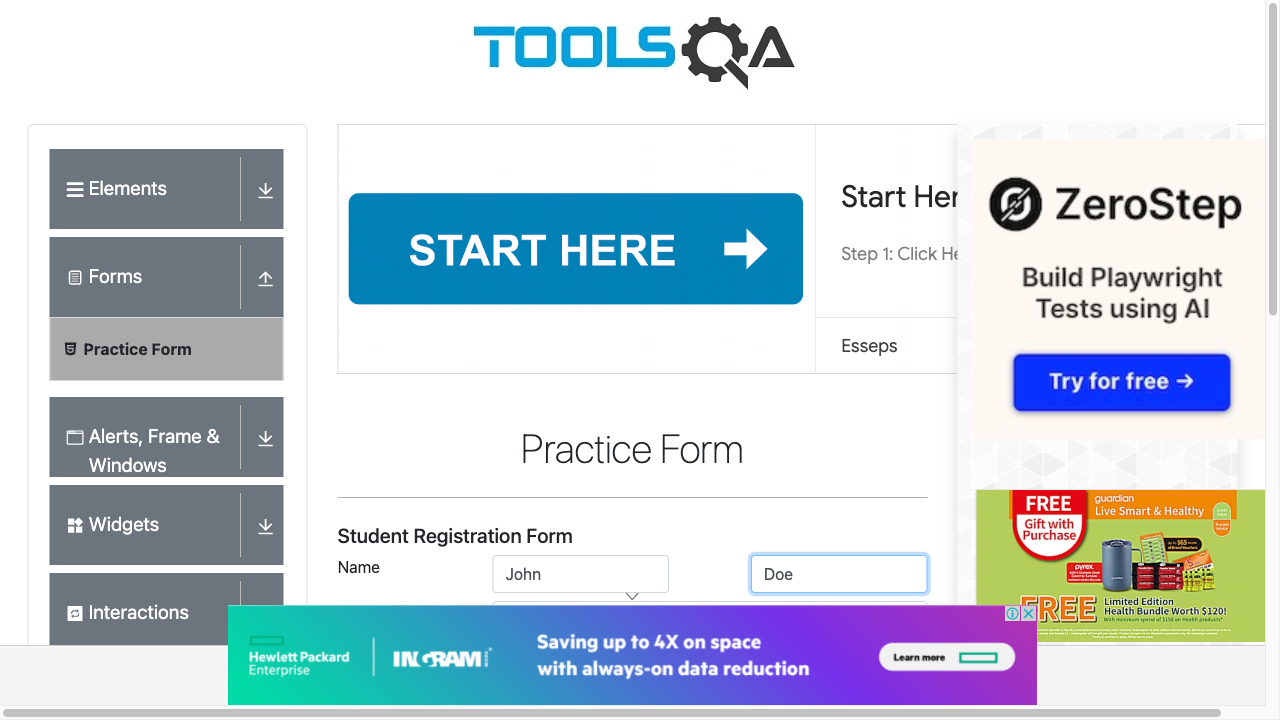 TOOLSQA
Elements
Forms
Practice Form
Alerts, Frame &
Windows
Widgets
Interactions
START HERE
Start Her
Step 1: Click He
Esseps
Practice Form
Student Registration Form
Name
John
Doe
ZeroStep
Build Playwright
Tests using AI
Try for free →
FREE
Gift with
Purchase
guardian
Live Smart & Healthy
pyrex
FREE
Limited Edition
Health Bundle Worth $120!
Hewlett Packard
Enterprise
INGRAM
Saving up to 4X on space
with always-on data reduction
Learn more